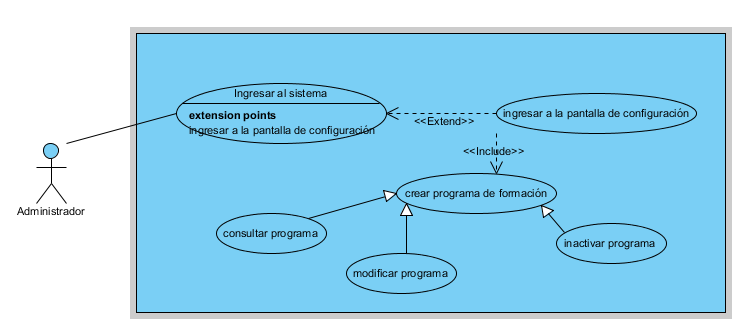 Ingresar al sistema
extension points
Ingresar a la pantalla de configuración
ingresar a la pantalla de configuración
<<Extend>>
<<Include>>
crear programa de formación
Administrador
consultar programa
inactivar programa
modificar programa